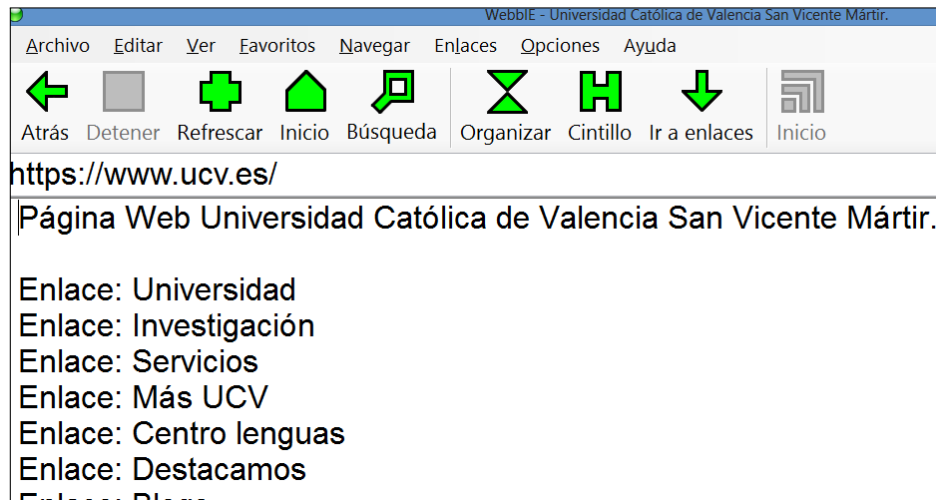 WebbIE - Universidad Católica de Valencia San Vicente Mártir.
Archivo Editar Ver Favoritos Navegar Enlaces Opciones Ayuda
Atrás Detener Refrescar Inicio Búsqueda Organizar Cintillo Ir a enlaces Inicio
https://www.ucv.es/
Página Web Universidad Católica de Valencia San Vicente Mártir.
Enlace: Universidad
Enlace: Investigación
Enlace: Servicios
Enlace: Más UCV
Enlace: Centro lenguas
Enlace: Destacamos